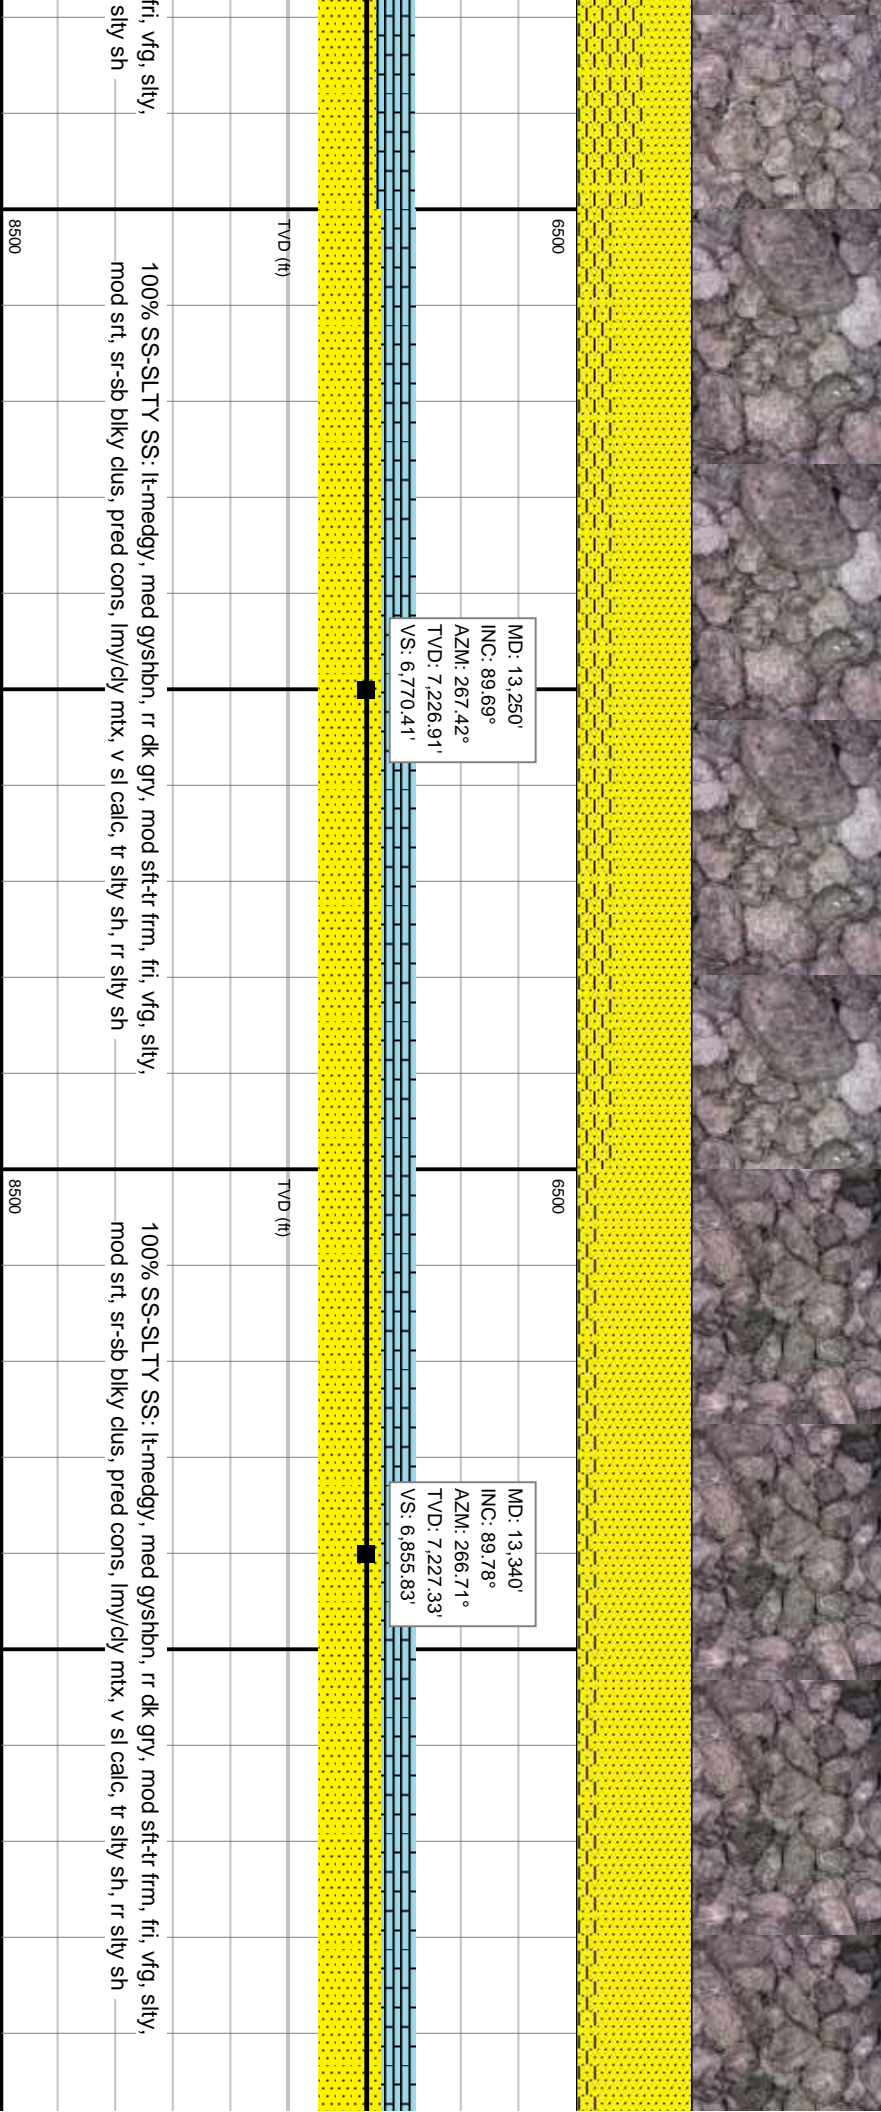 fri, vfg, slty,
slty sh
6500
TVD (ft)
8500
MD: 13,250'
INC: 89.69°
AZM: 267.42°
TVD: 7,226.91'
VS: 6,770.41'
100% SS-SLTY SS: lt-medgy, med gyshbn, rr dk gry, mod sft-tr frm, fri, vfg, slty,
mod srt, sr-sb blky clus, pred cons, lmy/cly mtx, v sl calc, tr slty sh, rr slty sh
6500
TVD (ft)
8500
MD: 13,340'
INC: 89.78°
AZM: 266.71°
TVD: 7,227.33'
VS: 6,855.83'
100% SS-SLTY SS: lt-medgy, med gyshbn, rr dk gry, mod sft-tr frm, fri, vfg, slty,
mod srt, sr-sb blky clus, pred cons, lmy/cly mtx, v sl calc, tr slty sh, rr slty sh